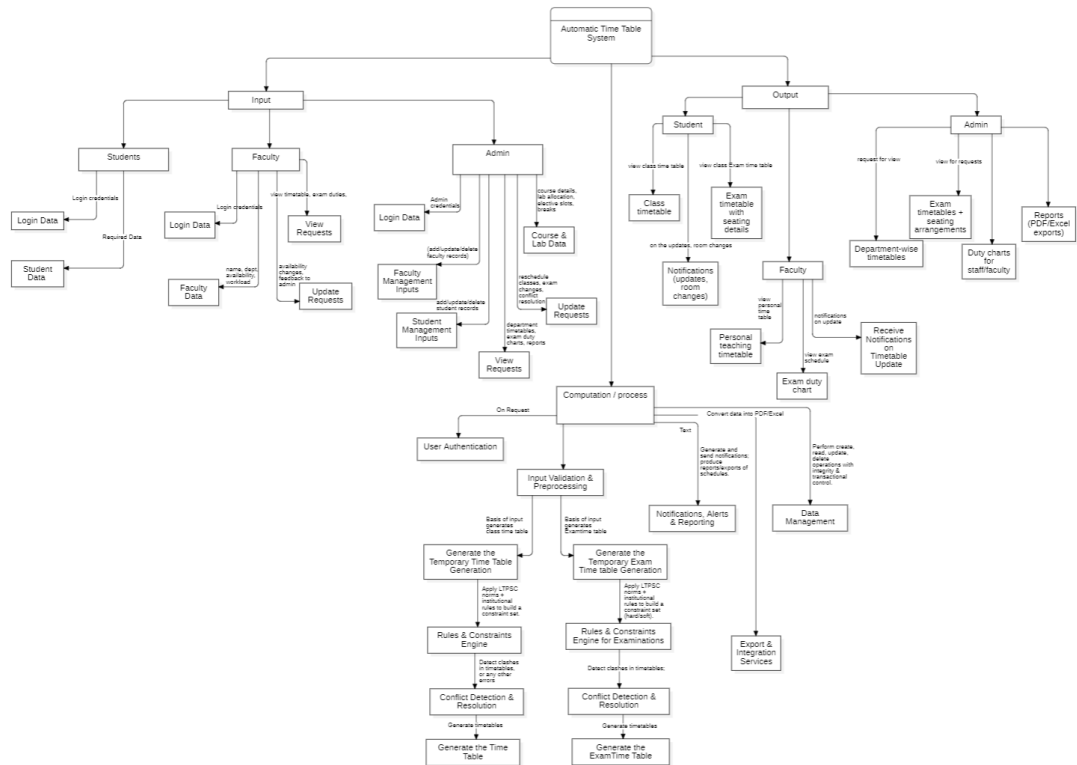 Automatic Time Table
System
Input
Output
Students
Faculty
Admin
Student
Admin
Login credentials
Required Data
Login Data
Student
Data
Login credentials
view timetable, exam duties,
Login Data
View
Requests
name, dept,
availability,
workload
availability
changes,
feedback to
admin
Faculty
Data
Update
Requests
Admin
credentials
Login Data
course details,
lab allocation,
elective slots,
breaks
Course &
Lab Data
(add/update/delete
faculty records)
Faculty
Management
Inputs
add/update/delete
student records
Student
Management
Inputs
reschedule
classes, exam
changes,
conflict
resolution
Update
Requests
department
timetables,
exam duty
charts, reports
View
Requests
view class time table
view class Exam time table
Class
timetable
Exam
timetable with
seating
details
on the updates, room changes
Notifications
(updates,
room
changes)
Faculty
view
personal
time
table
notifications
on update
Personal
teaching
timetable
view exam
schedule
Exam duty
chart
Receive
Notifications
on
Timetable
Update
request for view
view for requests
Exam
timetables +
seating
arrangements
Reports
(PDF/Excel
exports)
Department-wise
timetables
Duty charts
for
staff/faculty
Computation / process
On Request
Convert data into PDF/Excel
Text
User Authentication
Generate and
send notifications;
produce
reports/exports of
schedules.
Perform create,
read, update,
delete
operations with
integrity &
transactional
control.
Input Validation &
Preprocessing
Notifications, Alerts
& Reporting
Data
Management
Basis of input
generates
class time table
Basis of input
generates
Examtime table
Generate the
Temporary Time Table
Generation
Generate the
Temporary Exam
Time table Generation
Apply LTPSC
norms +
institutional
rules to build a
constraint set.
Apply LTPSC
norms +
institutional
rules to build a
constraint set
(hard/soft).
Rules & Constraints
Engine
Rules & Constraints
Engine for Examinations
Export &
Integration
Services
Detect clashes
in timetables,
or any other
errors
Detect clashes in timetables;
Conflict Detection &
Resolution
Conflict Detection &
Resolution
Generate timetables
Generate timetables
Generate the Time
Table
Generate the
ExamTime Table